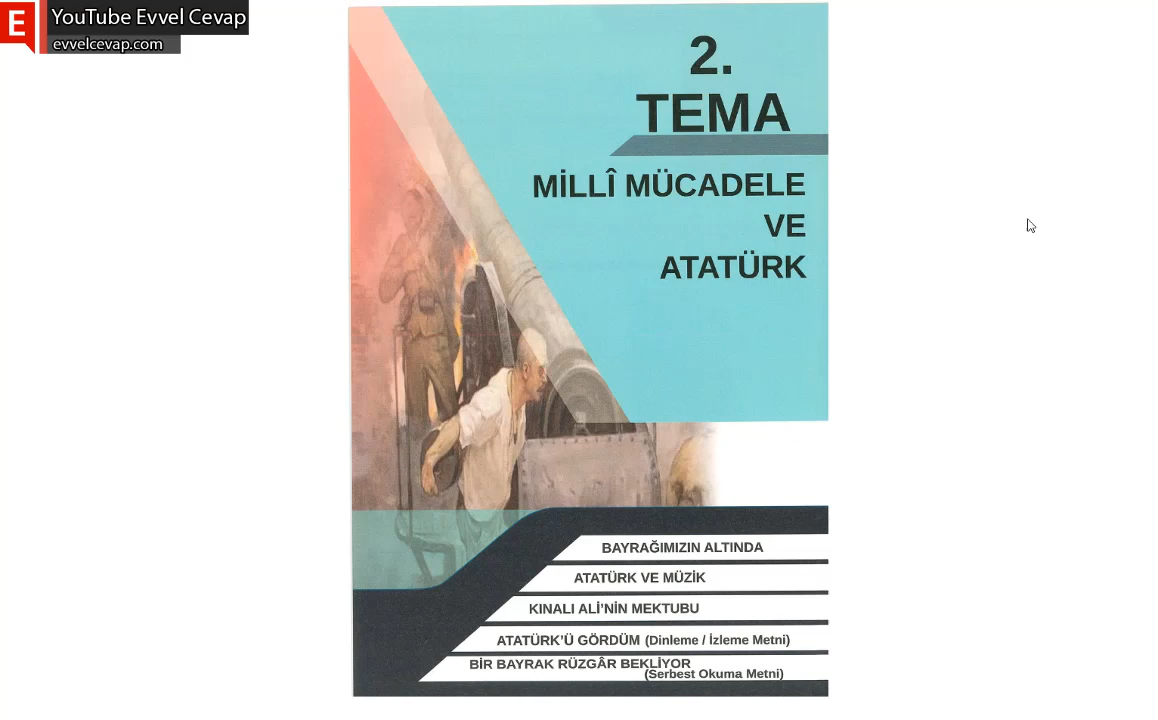 E
YouTube Evvel Cevap
evvelcevap.com
2.
TEMA
MİLLÎ MÜCADELE
VE
ATATÜRK
BAYRAĞIMIZIN ALTINDA
ATATÜRK VE MÜZİK
KINALI ALİ'NİN MEKTUBU
ATATÜRK'Ü GÖRDÜM (Dinleme / İzleme Metni)
BİR BAYRAK RÜZGÂR BEKLİYOR
(Serbest Okuma Metni)